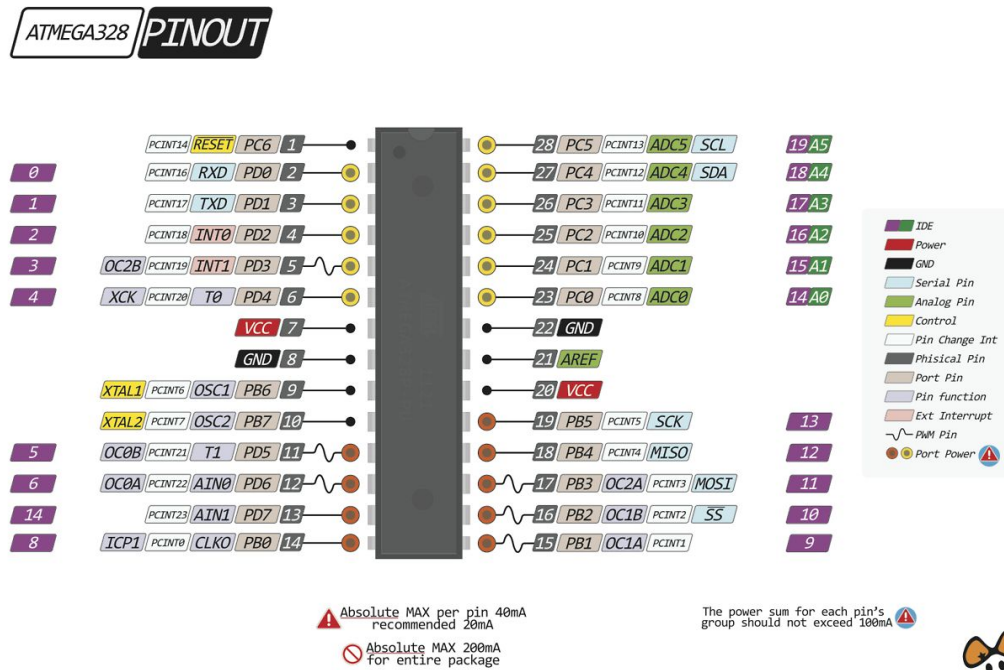 ATMEGA328 PINOUT
PCINT14 RESET PC6 1
0 PCINT16 RXD PD0 2
1 PCINT17 TXD PD1 3
2 PCINT18 INT0 PD2 4
3 OC2B PCINT19 INT1 PD3 5
4 XCK PCINT20 T0 PD4 6
VCC 7
GND 8
XTAL1 PCINT6 OSC1 PB6 9
XTAL2 PCINT7 OSC2 PB7 10
5 OC0B PCINT21 T1 PD5 11
6 OC0A PCINT22 AIN0 PD6 12
14 PCINT23 AIN1 PD7 13
8 ICP1 PCINT0 CLKO PB0 14
28 PC5 PCINT13 ADC5 SCL 19 A5
27 PC4 PCINT12 ADC4 SDA 18 A4
26 PC3 PCINT11 ADC3 17 A3
25 PC2 PCINT10 ADC2 16 A2
24 PC1 PCINT9 ADC1 15 A1
23 PC0 PCINT8 ADC0 14 A0
22 GND
21 AREF
20 VCC
19 PB5 PCINT5 SCK 13
18 PB4 PCINT4 MISO 12
17 PB3 OC2A PCINT3 MOSI 11
16 PB2 OC1B PCINT2 SS 10
15 PB1 OC1A PCINT1 9
IDE
Power
GND
Serial Pin
Analog Pin
Control
Pin Change Int
Phisical Pin
Port Pin
Pin function
Ext Interrupt
PWM Pin
Port Power
Absolute MAX per pin 40mA
recommended 20mA
Absolute MAX 200mA
for entire package
The power sum for each pin's
group should not exceed 100mA